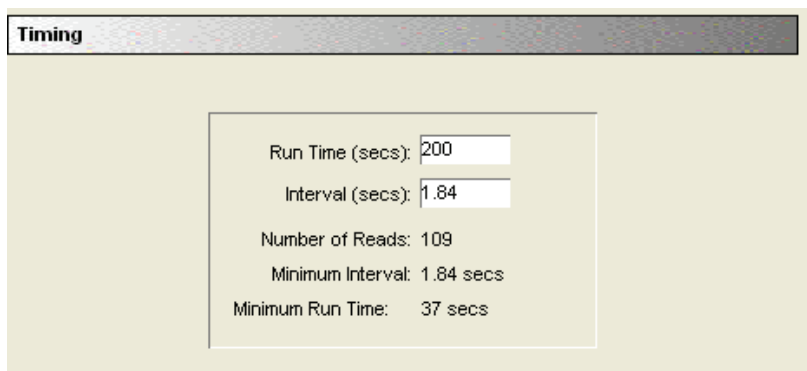 Timing
Run Time (secs): 200
Interval (secs): 1.84
Number of Reads: 109
Minimum Interval: 1.84 secs
Minimum Run Time: 37 secs